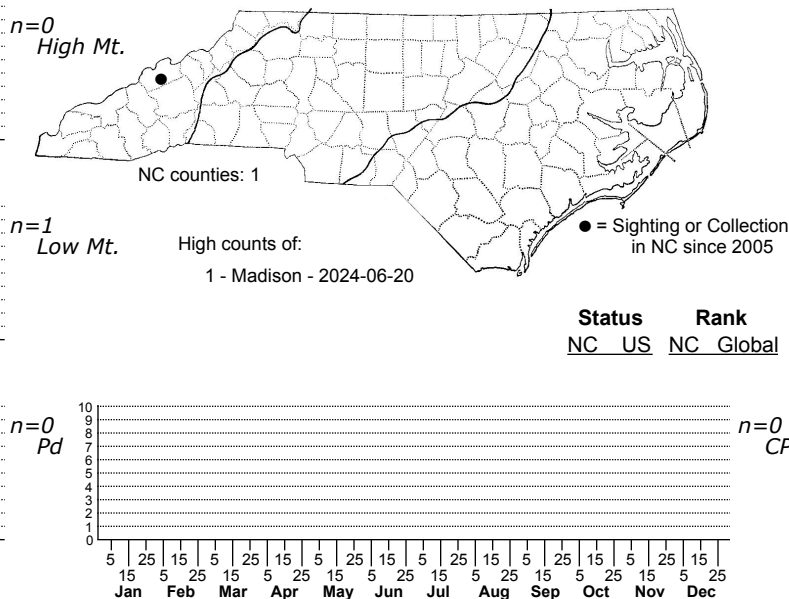 n=0
High Mt.
NC counties: 1
n=1
Low Mt.
High counts of:
1 - Madison - 2024-06-20
● = Sighting or Collection
in NC since 2005
Status Rank
NC US NC Global
n=0
Pd
10
9
8
7
6
5
4
3
2
1
0
n=0
CP
5 25 15 5 25 15 5 25 15 5 25 15 5 25 15 5 25 15
15 5 25 15 5 25 15 5 25 15 5 25 15 5 25 15 5 25
Jan Feb Mar Apr May Jun Jul Aug Sep Oct Nov Dec